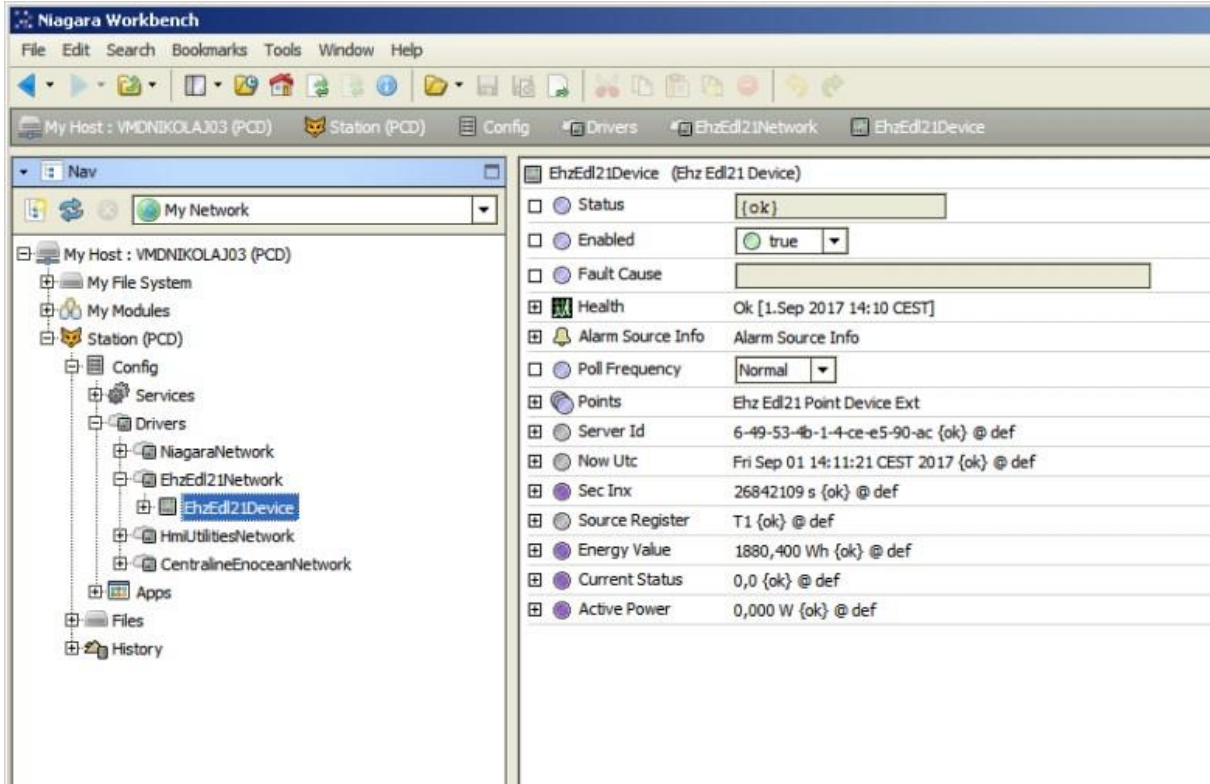 Niagara Workbench
File Edit Search Bookmarks Tools Window Help
My Host : VMDNIKOLAJ03 (PCD) Station (PCD) Config Drivers EhzEdl21Network EhzEdl21Device
Nav
My Network
My Host : VMDNIKOLAJ03 (PCD)
My File System
My Modules
Station (PCD)
Config
Services
Drivers
NiagaraNetwork
EhzEdl21Network
EhzEdl21Device
HmiUtilitiesNetwork
CentralineEnoceanNetwork
Apps
Files
History
EhzEdl21Device (Ehz Edl21 Device)
Status {ok}
Enabled true
Fault Cause
Health Ok [1.Sep 2017 14:10 CEST]
Alarm Source Info Alarm Source Info
Poll Frequency Normal
Points Ehz Edl21 Point Device Ext
Server Id 6-49-53-4b-1-4-ce-e5-90-ac {ok} @ def
Now Utc Fri Sep 01 14:11:21 CEST 2017 {ok} @ def
Sec Inx 26842109 s {ok} @ def
Source Register T1 {ok} @ def
Energy Value 1880,400 Wh {ok} @ def
Current Status 0,0 {ok} @ def
Active Power 0,000 W {ok} @ def